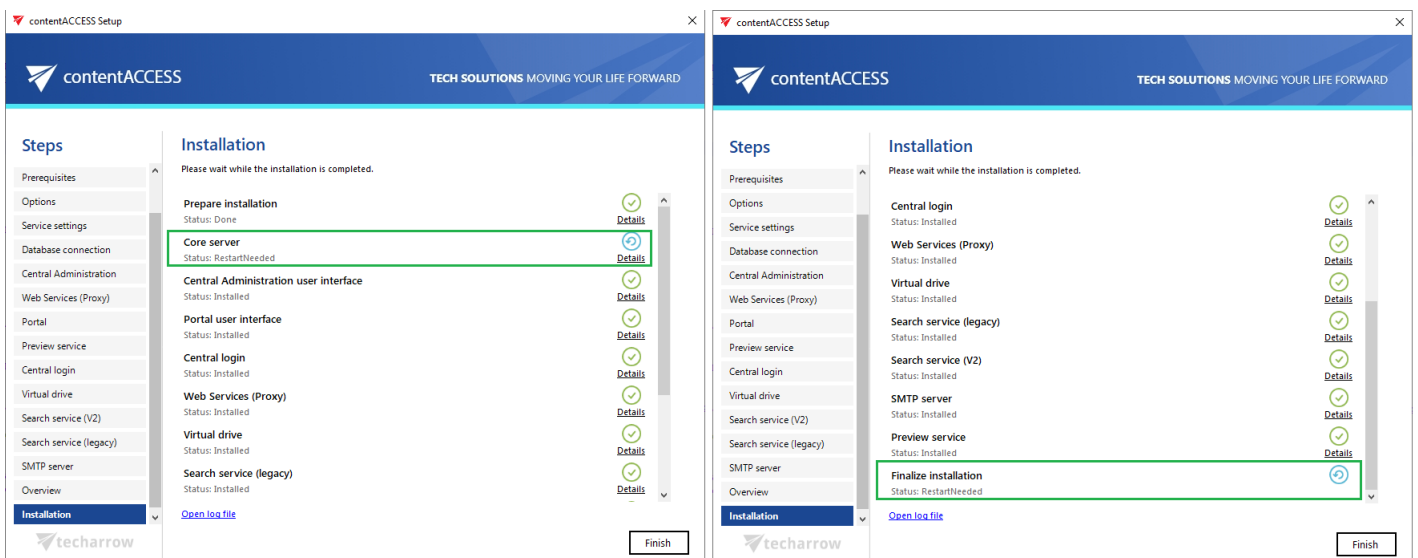 contentACCESS Setup
contentACCESS
TECH SOLUTIONS MOVING YOUR LIFE FORWARD
Steps
Prerequisites
Options
Service settings
Database connection
Central Administration
Web Services (Proxy)
Portal
Preview service
Central login
Virtual drive
Search service (V2)
Search service (legacy)
SMTP server
Overview
Installation
techarrow
Installation
Please wait while the installation is completed.
Prepare installation
Status: Done
Details
Core server
Status: RestartNeeded
Details
Central Administration user interface
Status: Installed
Details
Portal user interface
Status: Installed
Details
Central login
Status: Installed
Details
Web Services (Proxy)
Status: Installed
Details
Virtual drive
Status: Installed
Details
Search service (legacy)
Status: Installed
Details
Open log file
Finish
contentACCESS Setup
contentACCESS
TECH SOLUTIONS MOVING YOUR LIFE FORWARD
Steps
Prerequisites
Options
Service settings
Database connection
Central Administration
Web Services (Proxy)
Portal
Preview service
Central login
Virtual drive
Search service (V2)
Search service (legacy)
SMTP server
Overview
Installation
techarrow
Installation
Please wait while the installation is completed.
Central login
Status: Installed
Details
Web Services (Proxy)
Status: Installed
Details
Virtual drive
Status: Installed
Details
Search service (legacy)
Status: Installed
Details
Search service (V2)
Status: Installed
Details
SMTP server
Status: Installed
Details
Preview service
Status: Installed
Details
Finalize installation
Status: RestartNeeded
Open log file
Finish